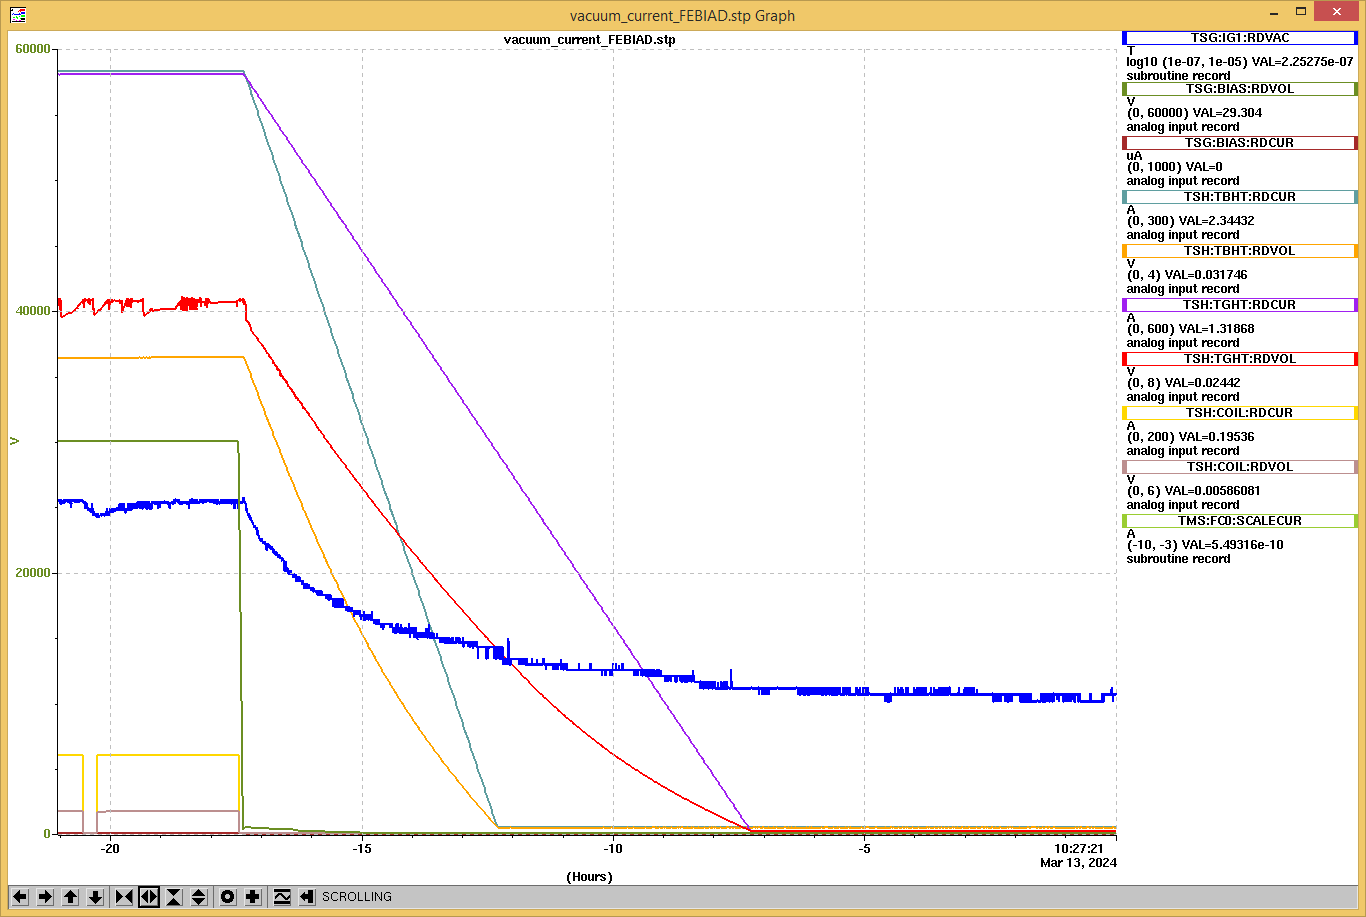 vacuum_current_FEBIAD.stp Graph
vacuum_current_FEBIAD.stp
60000
40000
20000
0
V
-20
-15
-10
-5
10:27:21
Mar 13, 2024
(Hours)
TSG:IG1:RDVAC
T
log10 (1e-07, 1e-05) VAL=2.25275e-07
subroutine record
TSG:BIAS:RDVOL
V
(0, 60000) VAL=29.304
analog input record
TSG:BIAS:RDCUR
uA
(0, 1000) VAL=0
analog input record
TSH:TBHT:RDCUR
A
(0, 300) VAL=2.34432
analog input record
TSH:TBHT:RDVOL
V
(0, 4) VAL=0.031746
analog input record
TSH:TGHT:RDCUR
A
(0, 600) VAL=1.31868
analog input record
TSH:TGHT:RDVOL
V
(0, 8) VAL=0.02442
analog input record
TSH:COIL:RDCUR
A
(0, 200) VAL=0.19536
analog input record
TSH:COIL:RDVOL
V
(0, 6) VAL=0.00586081
analog input record
TMS:FC0:SCALECUR
A
(-10, -3) VAL=5.49316e-10
subroutine record
SCROLLING